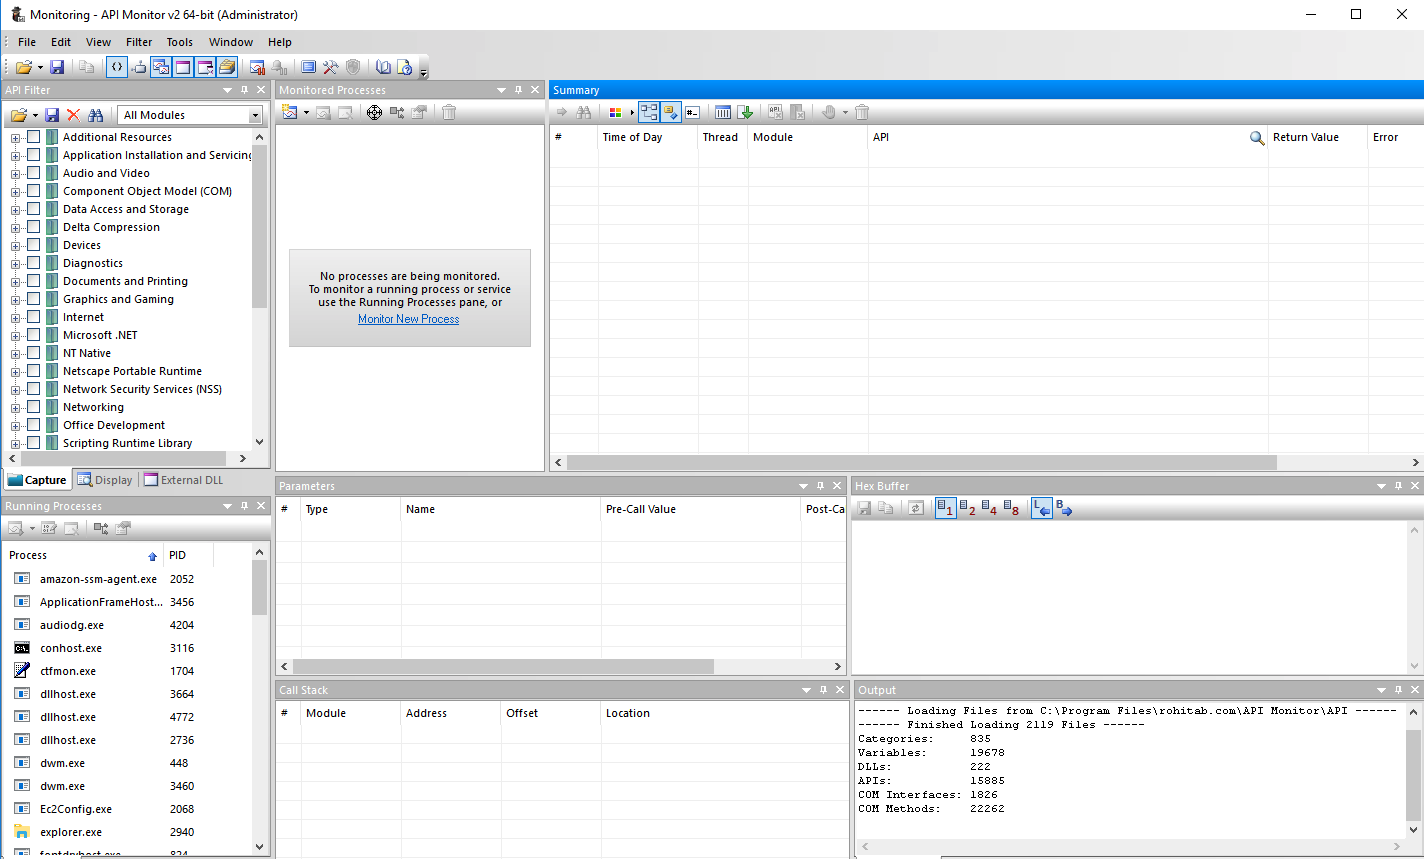 Monitoring - API Monitor v2 64-bit (Administrator)
File Edit View Filter Tools Window Help
API Filter
All Modules
Additional Resources
Application Installation and Servicing
Audio and Video
Component Object Model (COM)
Data Access and Storage
Delta Compression
Devices
Diagnostics
Documents and Printing
Graphics and Gaming
Internet
Microsoft .NET
NT Native
Netscape Portable Runtime
Network Security Services (NSS)
Networking
Office Development
Scripting Runtime Library
Capture Display External DLL
Monitored Processes
No processes are being monitored.
To monitor a running process or service
use the Running Processes pane, or
Monitor New Process
Summary
# Time of Day Thread Module API Return Value Error
Running Processes
Process PID
amazon-ssm-agent.exe 2052
ApplicationFrameHost... 3456
audiodg.exe 4204
conhost.exe 3116
ctfmon.exe 1704
dllhost.exe 3664
dllhost.exe 4772
dllhost.exe 2736
dwm.exe 448
dwm.exe 3460
Ec2Config.exe 2068
explorer.exe 2940
fontdrvhost.exe 824
Parameters
# Type Name Pre-Call Value Post-Ca
Hex Buffer
1 2 4 8 L B
Call Stack
# Module Address Offset Location
Output
------ Loading Files from C:\Program Files\rohitab.com\API Monitor\API ------
------ Finished Loading 2119 Files ------
Categories: 835
Variables: 19678
DLLs: 222
APIs: 15885
COM Interfaces: 1826
COM Methods: 22262